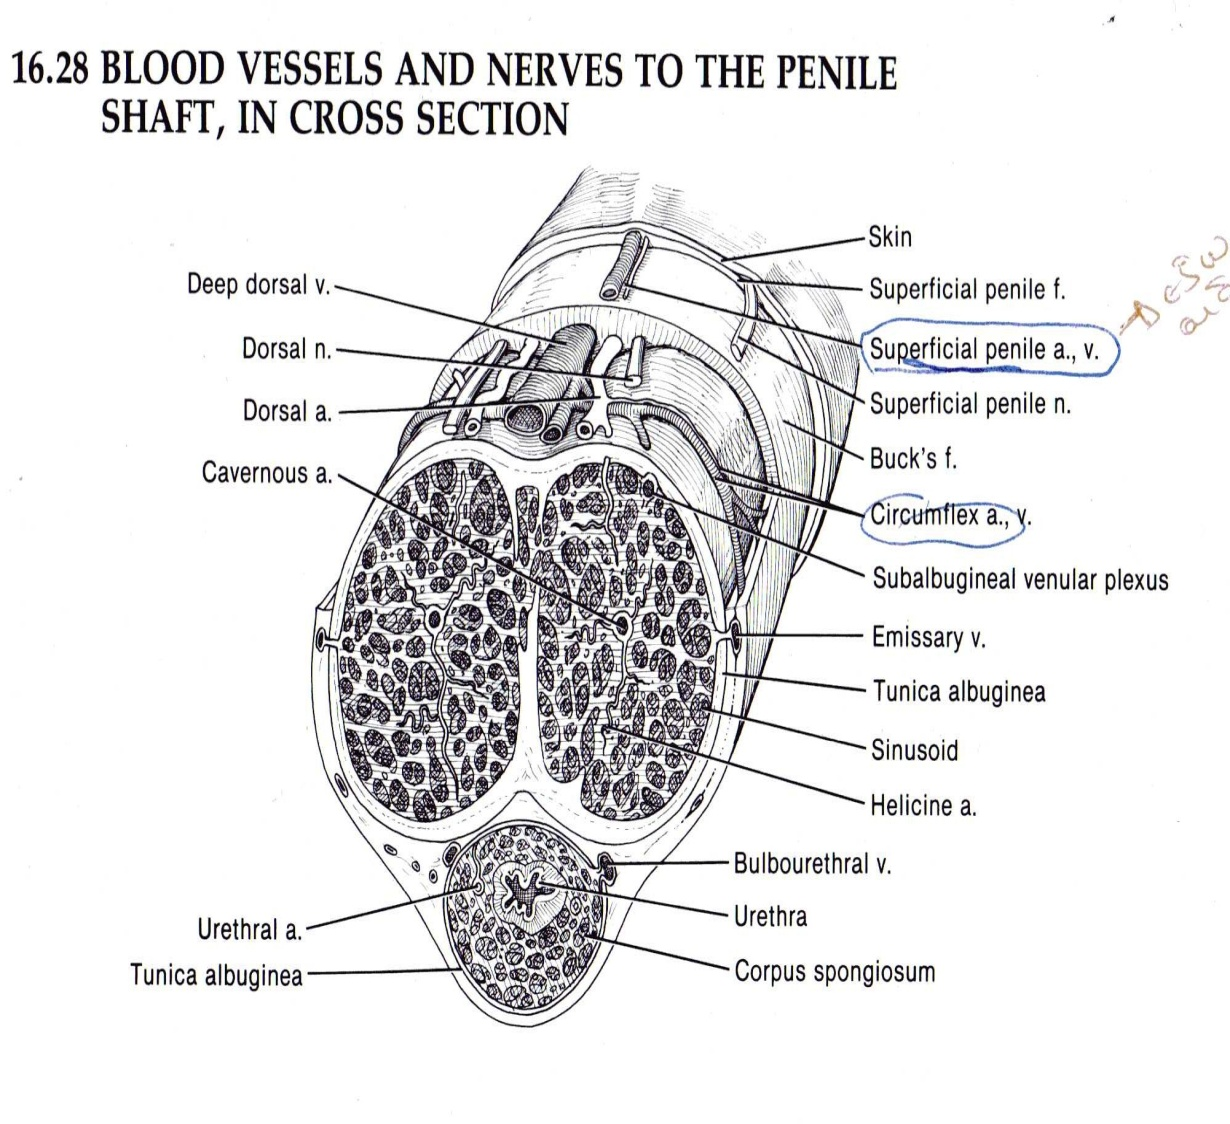 16.28 BLOOD VESSELS AND NERVES TO THE PENILE
SHAFT, IN CROSS SECTION
Deep dorsal v.
Dorsal n.
Dorsal a.
Cavernous a.
Urethral a.
Tunica albuginea
Skin
Superficial penile f.
Superficial penile a., v.
Superficial penile n.
Buck's f.
Circumflex a., v.
Subalbugineal venular plexus
Emissary v.
Tunica albuginea
Sinusoid
Helicine a.
Bulbourethral v.
Urethra
Corpus spongiosum